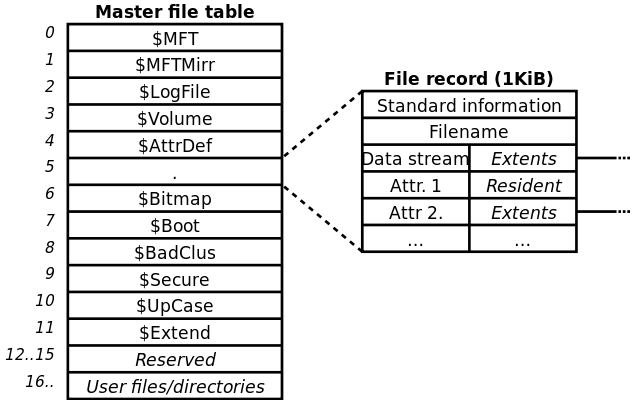 Master file table
0 $MFT
1 $MFTMirr
2 $LogFile
3 $Volume
4 $AttrDef
5 .
6 $Bitmap
7 $Boot
8 $BadClus
9 $Secure
10 $UpCase
11 $Extend
12..15 Reserved
16.. User files/directories
File record (1KiB)
Standard information
Filename
Data stream Extents
Attr. 1 Resident
Attr 2. Extents
... ...